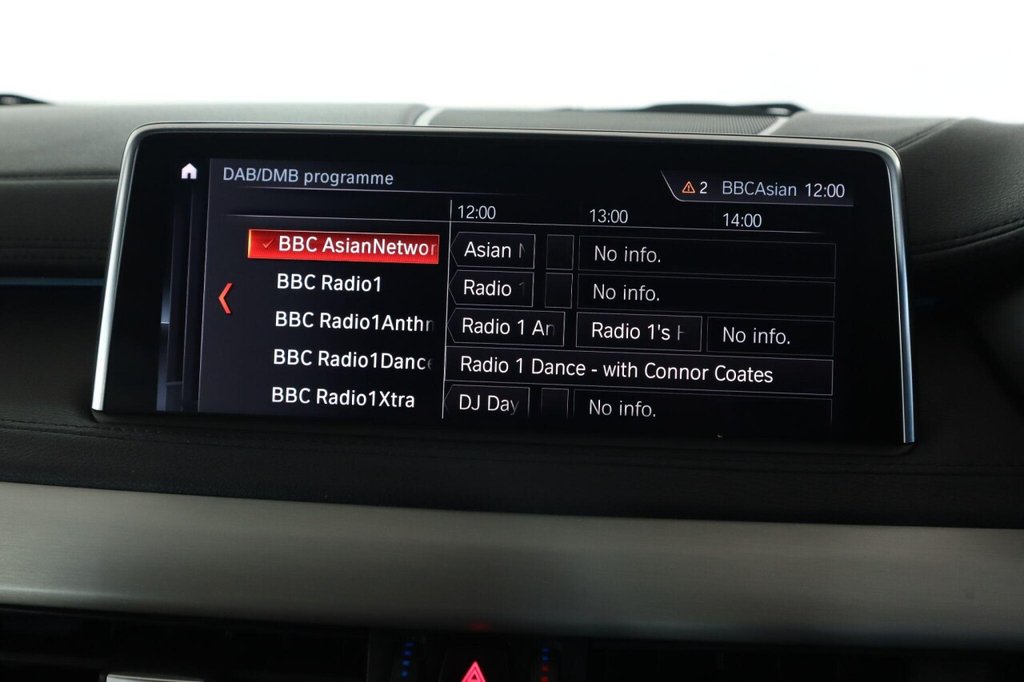 DAB/DMB programme
2 BBCAsian 12:00
12:00 13:00 14:00
BBC AsianNetwor Asian No info.
BBC Radio1 Radio No info.
BBC Radio1Anthr Radio 1 An Radio 1's No info.
BBC Radio1Dance Radio 1 Dance - with Connor Coates
BBC Radio1Xtra DJ Day No info.